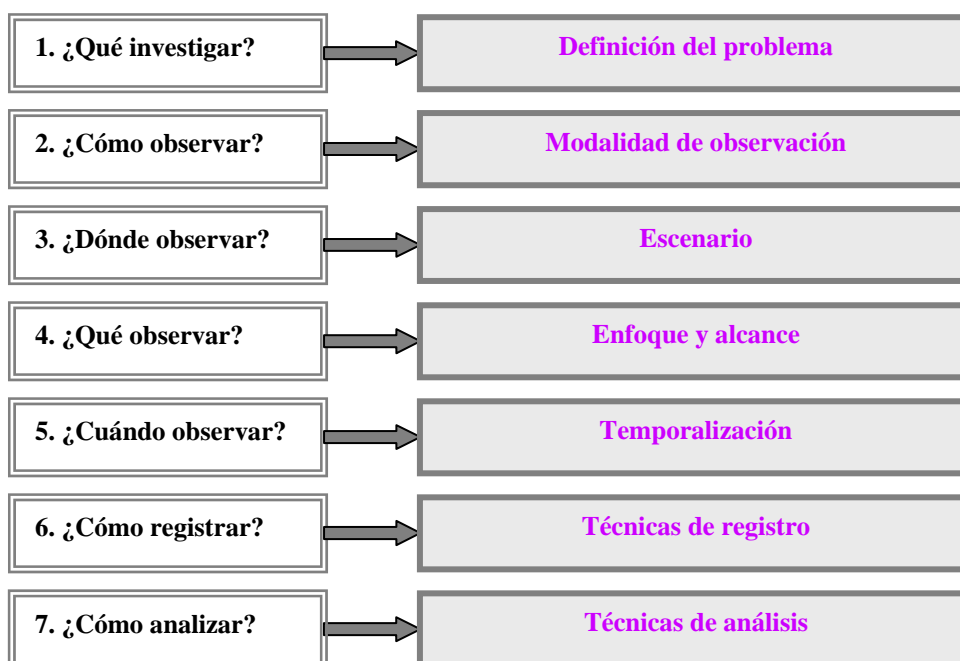 1. ¿Qué investigar?
Definición del problema
2. ¿Cómo observar?
Modalidad de observación
3. ¿Dónde observar?
Escenario
4. ¿Qué observar?
Enfoque y alcance
5. ¿Cuándo observar?
Temporalización
6. ¿Cómo registrar?
Técnicas de registro
7. ¿Cómo analizar?
Técnicas de análisis